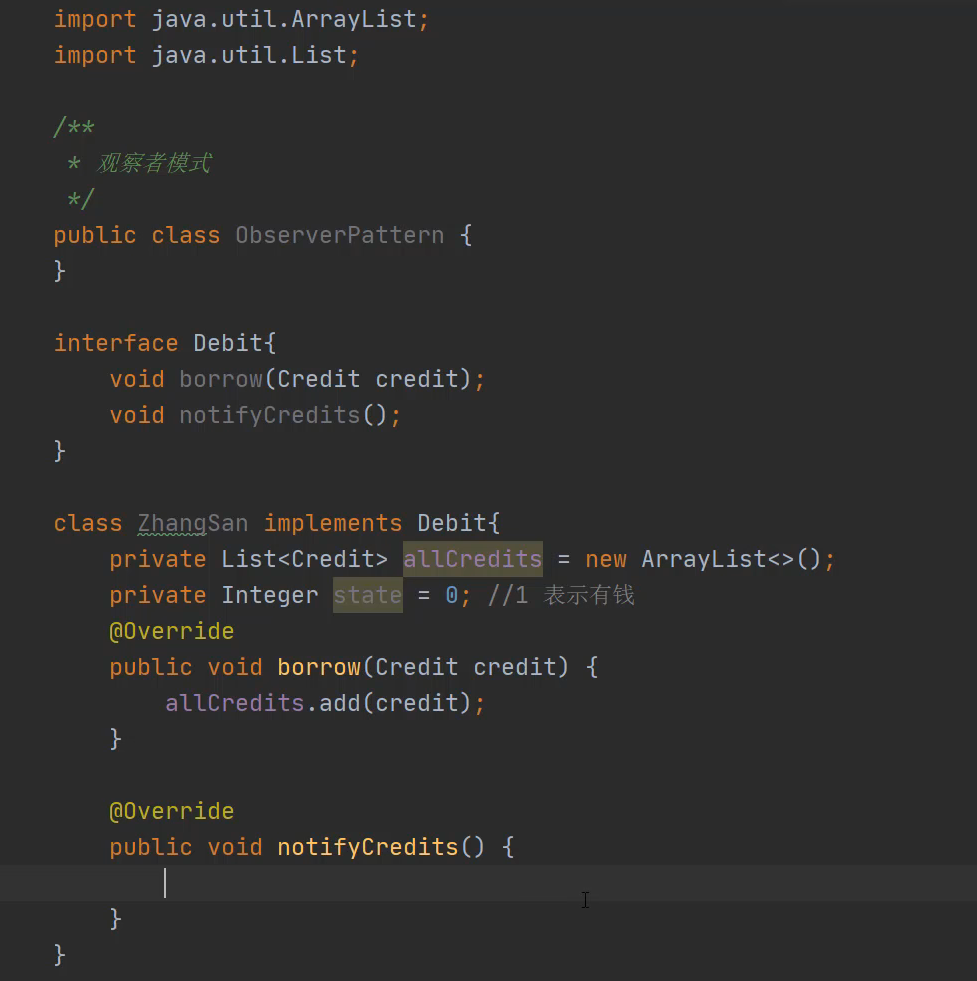 import java.util.ArrayList;
import java.util.List;
/**
* 观察者模式
*/
public class ObserverPattern {
}
interface Debit{
void borrow(Credit credit);
void notifyCredits();
}
class ZhangSan implements Debit{
private List<Credit> allCredits = new ArrayList<>();
private Integer state = 0; //1 表示有钱
@Override
public void borrow(Credit credit) {
allCredits.add(credit);
}
@Override
public void notifyCredits() {
}
}